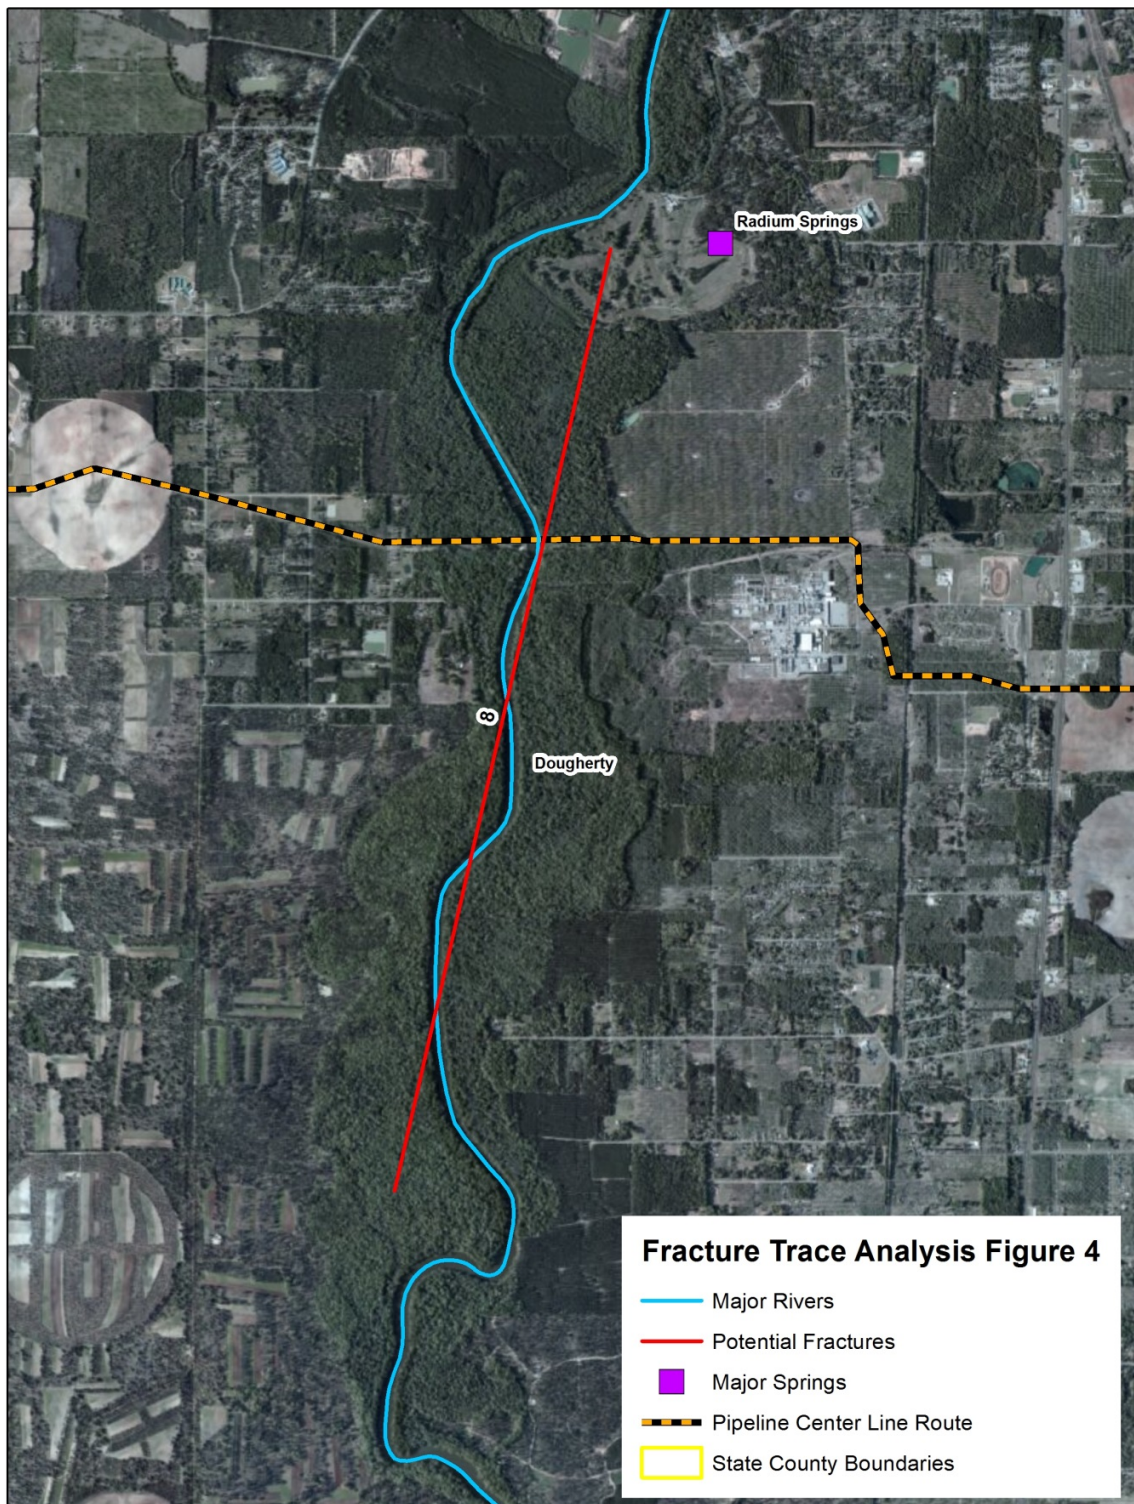 Radium Springs
8
Dougherty
Fracture Trace Analysis Figure 4
Major Rivers
Potential Fractures
Major Springs
Pipeline Center Line Route
State County Boundaries